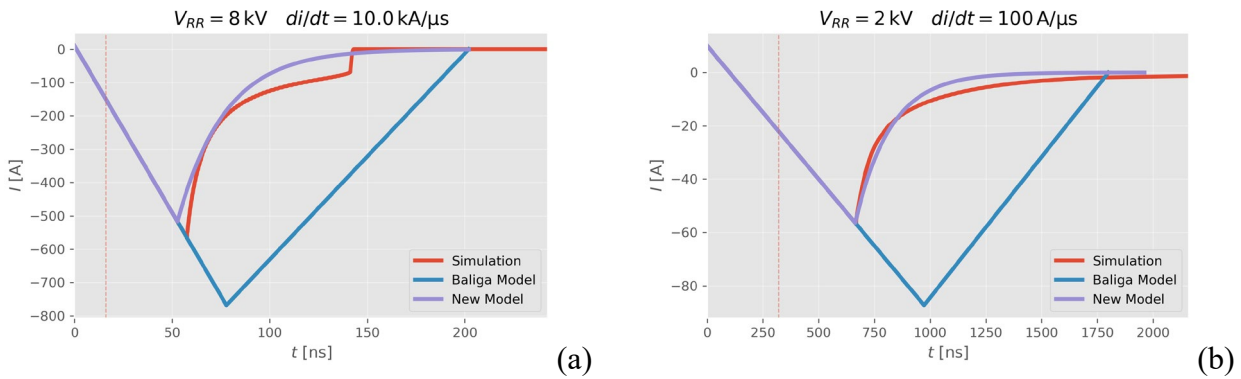 V_RR = 8 kV di/dt = 10.0 kA/μs
I [A]
0
−100
−200
−300
−400
−500
−600
−700
−800
0
50
100
150
200
t [ns]
Simulation
Baliga Model
New Model
(a)
V_RR = 2 kV di/dt = 100 A/μs
I [A]
0
−20
−40
−60
−80
0
250
500
750
1000
1250
1500
1750
2000
t [ns]
Simulation
Baliga Model
New Model
(b)